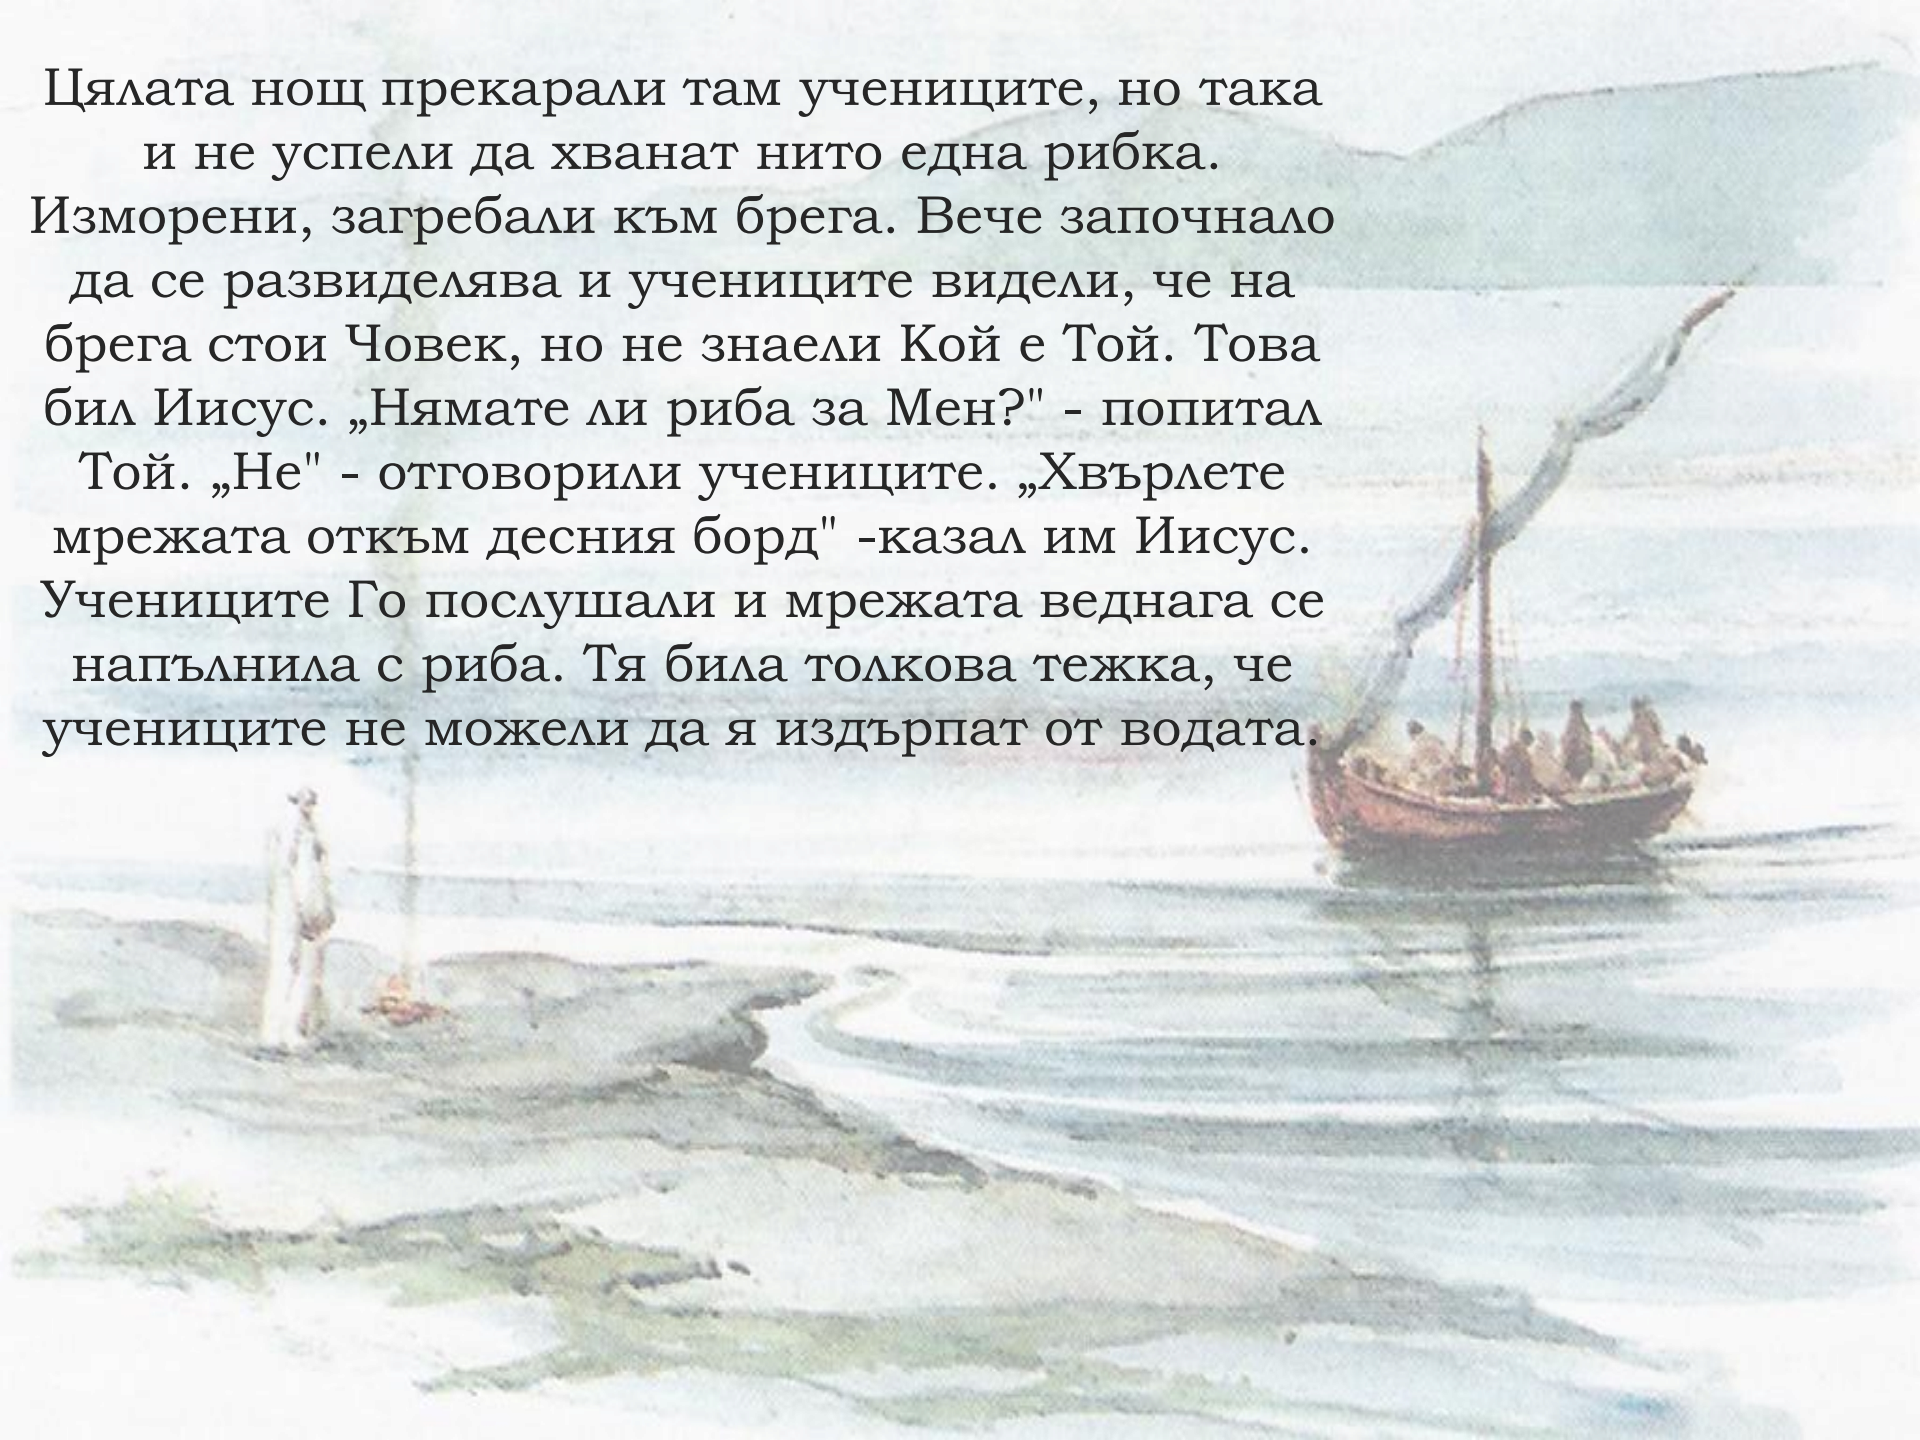 Цялата нощ прекарали там учениците, но така
и не успели да хванат нито една рибка.
Изморени, загребали към брега. Вече започнало
да се развиделява и учениците видели, че на
брега стои Човек, но не знаели Кой е Той. Това
бил Иисус. „Нямате ли риба за Мен?" - попитал
Той. „Не" - отговорили учениците. „Хвърлете
мрежата откъм десния борд" -казал им Иисус.
Учениците Го послушали и мрежата веднага се
напълнила с риба. Тя била толкова тежка, че
учениците не можели да я издърпат от водата.